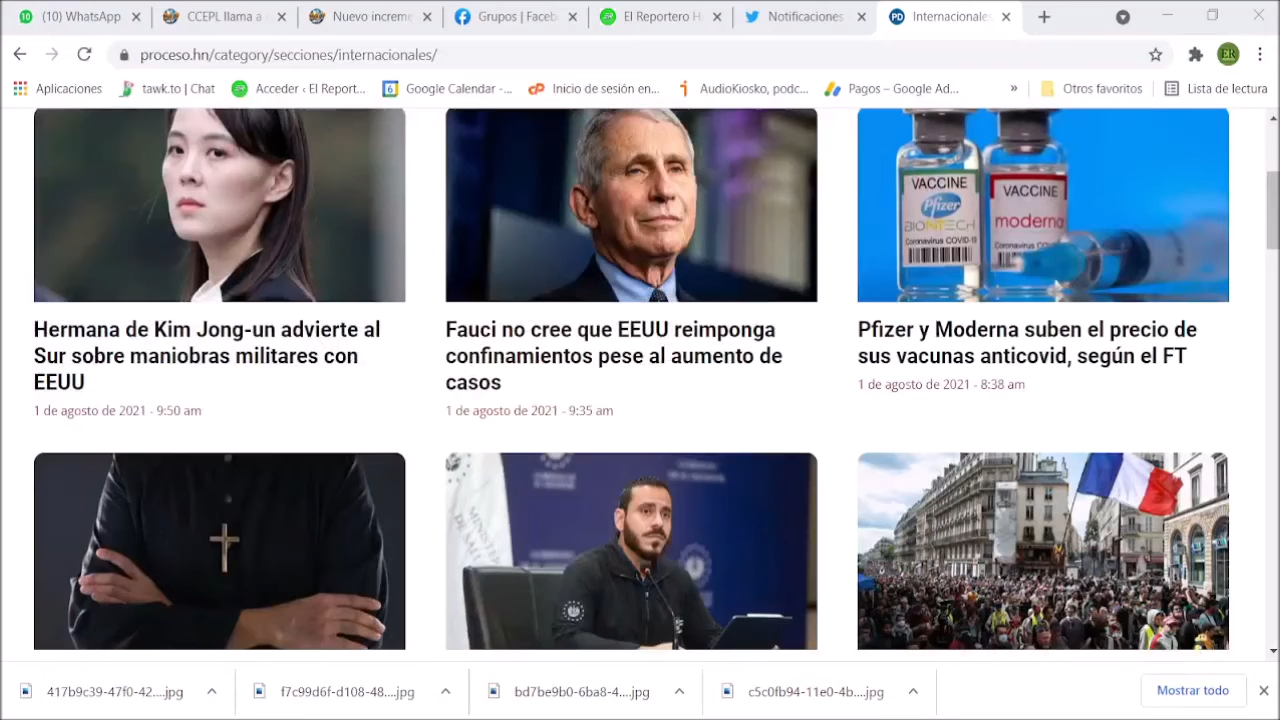 (10) WhatsApp
CCEPL llama a
Nuevo increme
Grupos | Faceb
El Reportero H
Notificaciones
Internacionales
proceso.hn/category/secciones/internacionales/
Aplicaciones
tawk.to | Chat
Acceder ‹ El Report...
Google Calendar -...
Inicio de sesión en...
AudioKiosko, podc...
Pagos – Google Ad...
»
Otros favoritos
Lista de lectura
VACCINE
Pfizer
BIONTECH
Coronavirus COVID-19
VACCINE
moderna
Coronavirus COVID-
Hermana de Kim Jong-un advierte al
Sur sobre maniobras militares con
EEUU
1 de agosto de 2021 - 9:50 am
Fauci no cree que EEUU reimponga
confinamientos pese al aumento de
casos
1 de agosto de 2021 - 9:35 am
Pfizer y Moderna suben el precio de
sus vacunas anticovid, según el FT
1 de agosto de 2021 - 8:38 am
417b9c39-47f0-42....jpg
f7c99d6f-d108-48....jpg
bd7be9b0-6ba8-4....jpg
c5c0fb94-11e0-4b....jpg
Mostrar todo